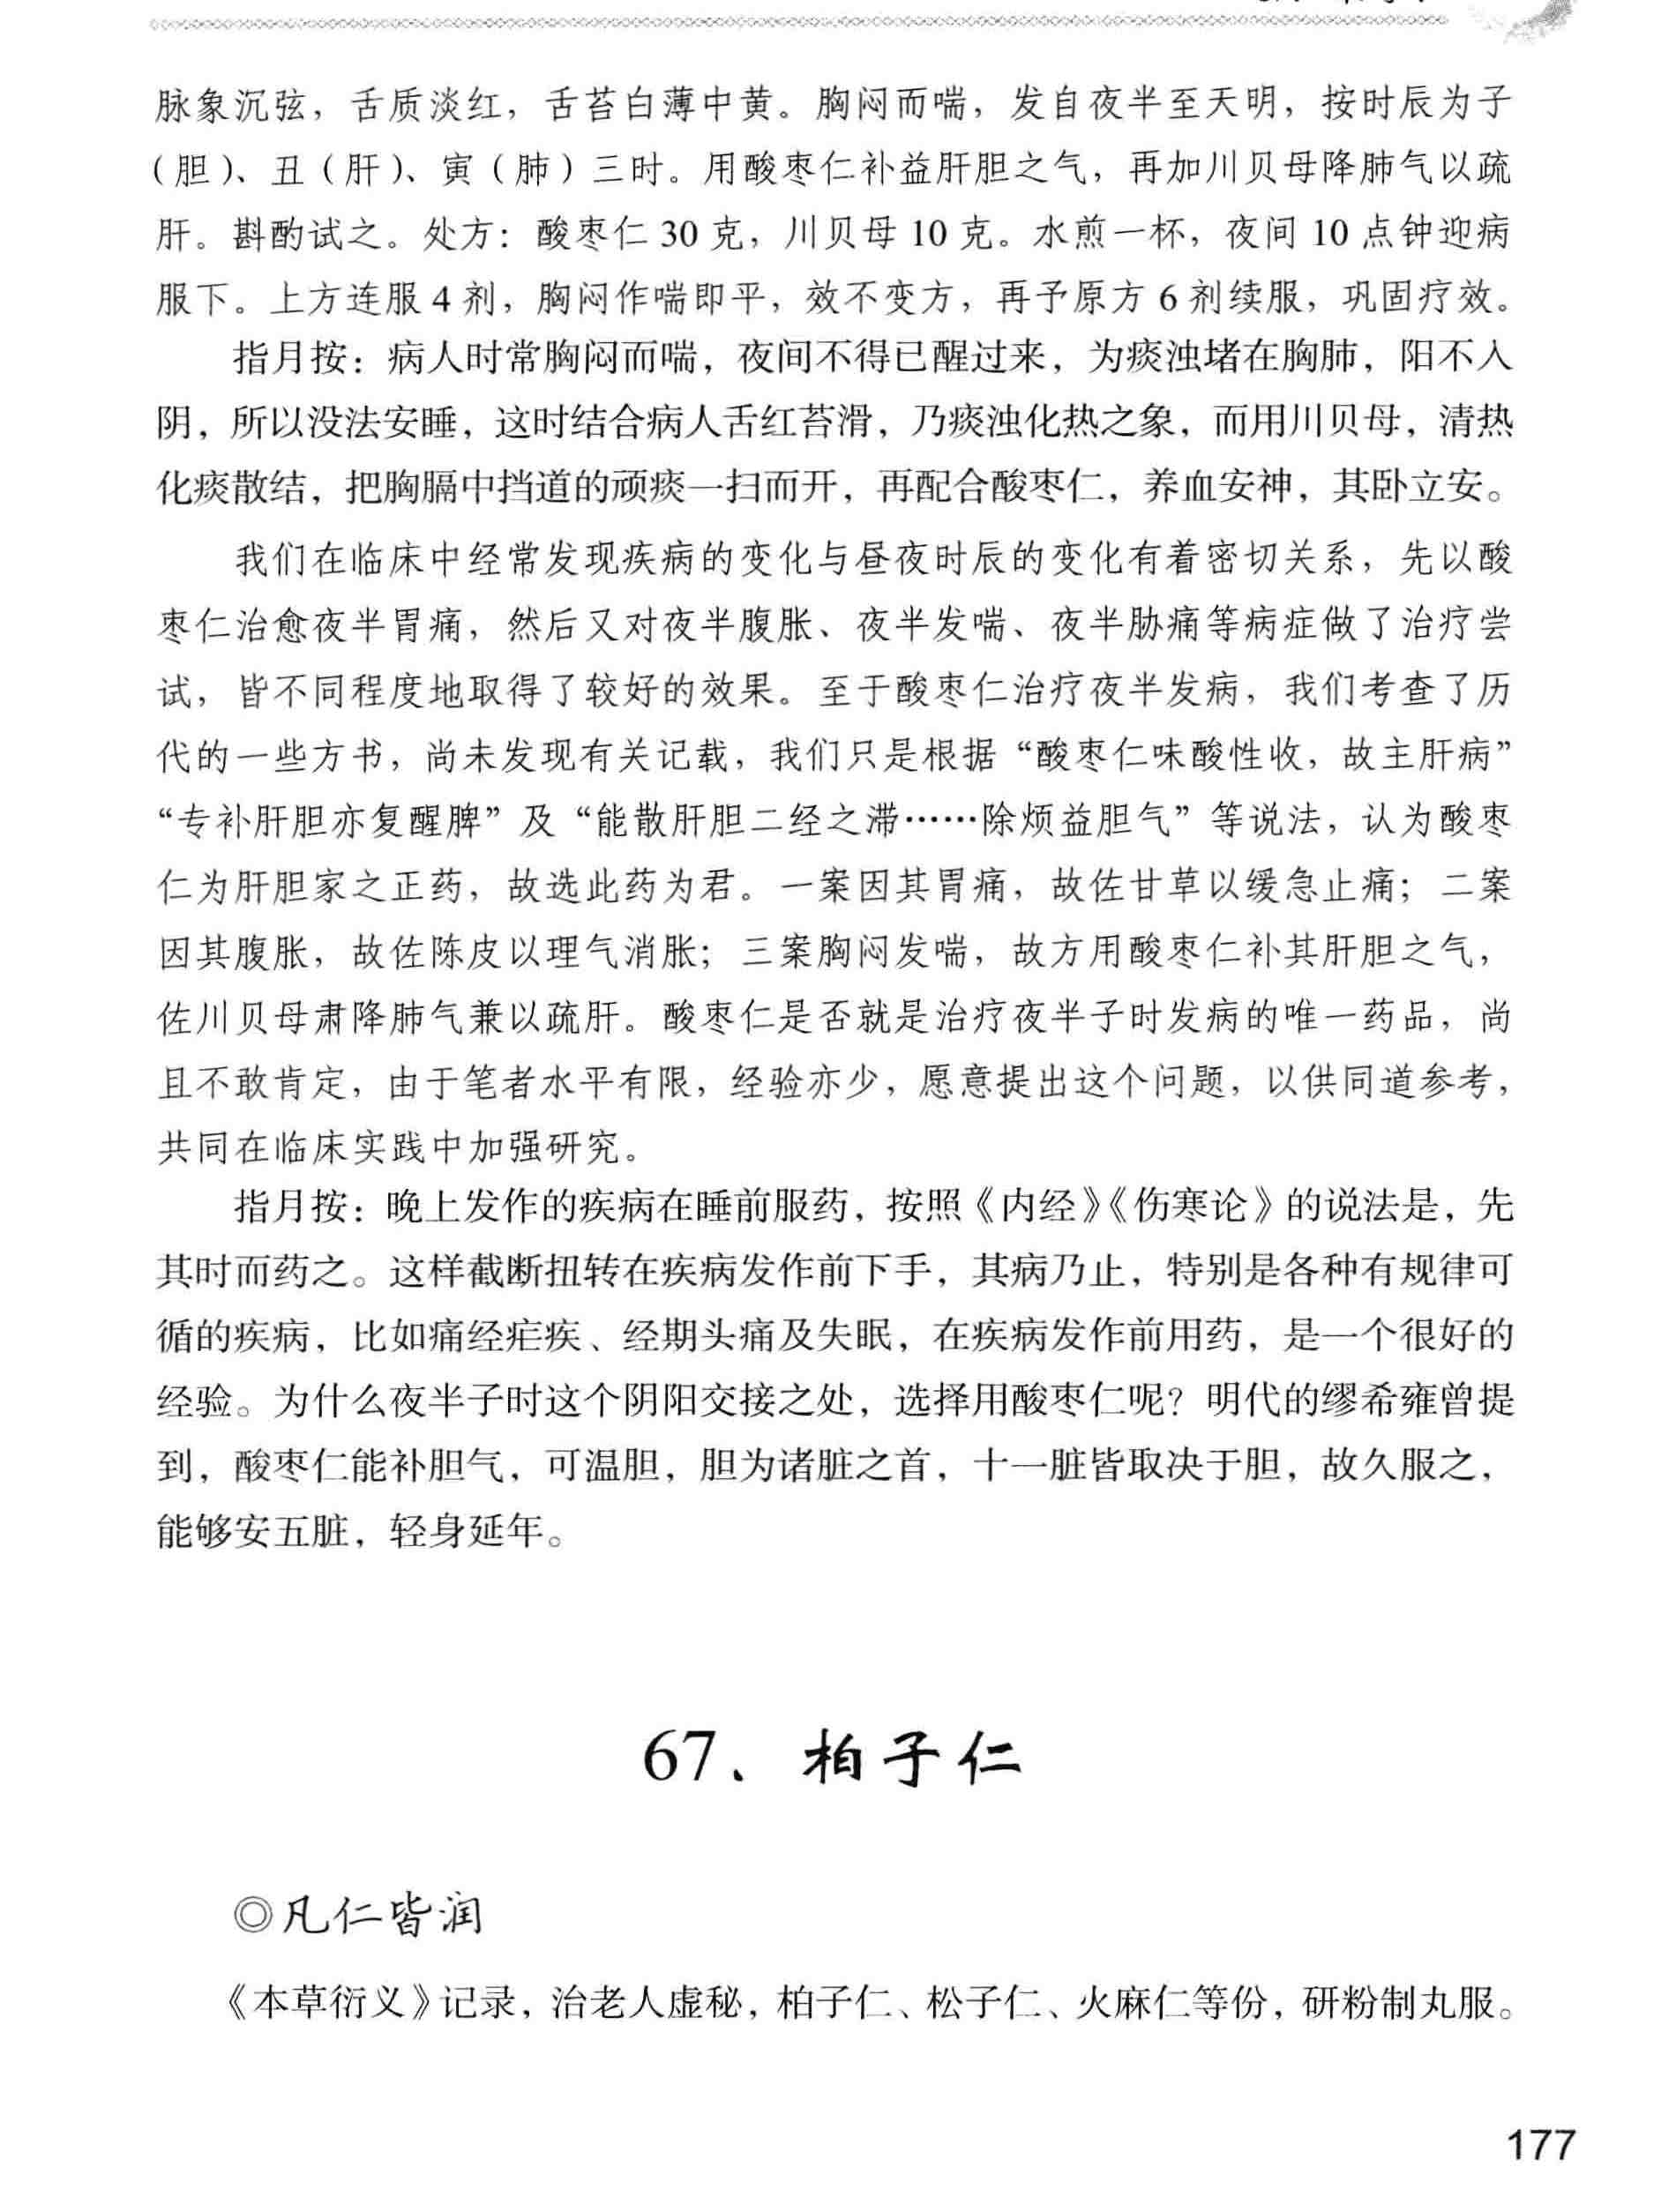 脉象沉弦，舌质淡红，舌苔白薄中黄。胸闷而喘，发自夜半至天明，按时辰为子
（胆）、丑（肝）、寅（肺）三时。用酸枣仁补益肝胆之气，再加川贝母降肺气以疏
肝。斟酌试之。处方：酸枣仁 30 克，川贝母 10 克。水煎一杯，夜间 10 点钟迎病
服下。上方连服 4 剂，胸闷作喘即平，效不变方，再予原方 6 剂续服，巩固疗效。
指月按：病人时常胸闷而喘，夜间不得已醒过来，为痰浊堵在胸肺，阳不入
阴，所以没法安睡，这时结合病人舌红苔滑，乃痰浊化热之象，而用川贝母，清热
化痰散结，把胸膈中挡道的顽痰一扫而开，再配合酸枣仁，养血安神，其卧立安。
我们在临床中经常发现疾病的变化与昼夜时辰的变化有着密切关系，先以酸
枣仁治愈夜半胃痛，然后又对夜半腹胀、夜半发喘、夜半胁痛等病症做了治疗尝
试，皆不同程度地取得了较好的效果。至于酸枣仁治疗夜半发病，我们考查了历
代的一些方书，尚未发现有关记载，我们只是根据“酸枣仁味酸性收，故主肝病”
“专补肝胆亦复醒脾”及“能散肝胆二经之滞……除烦益胆气”等说法，认为酸枣
仁为肝胆家之正药，故选此药为君。一案因其胃痛，故佐甘草以缓急止痛；二案
因其腹胀，故佐陈皮以理气消胀；三案胸闷发喘，故方用酸枣仁补其肝胆之气，
佐川贝母肃降肺气兼以疏肝。酸枣仁是否就是治疗夜半子时发病的唯一药品，尚
且不敢肯定，由于笔者水平有限，经验亦少，愿意提出这个问题，以供同道参考，
共同在临床实践中加强研究。
指月按：晚上发作的疾病在睡前服药，按照《内经》《伤寒论》的说法是，先
其时而药之。这样截断扭转在疾病发作前下手，其病乃止，特别是各种有规律可
循的疾病，比如痛经疟疾、经期头痛及失眠，在疾病发作前用药，是一个很好的
经验。为什么夜半子时这个阴阳交接之处，选择用酸枣仁呢？明代的缪希雍曾提
到，酸枣仁能补胆气，可温胆，胆为诸脏之首，十一脏皆取决于胆，故久服之，
能够安五脏，轻身延年。
67、柏子仁
◎凡仁皆润
《本草衍义》记录，治老人虚秘，柏子仁、松子仁、火麻仁等份，研粉制丸服。
177